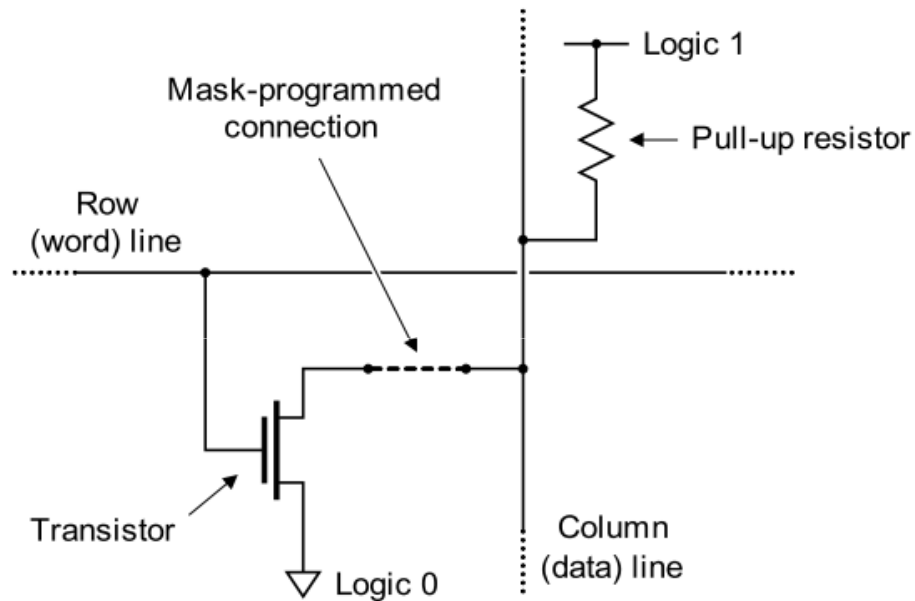 Logic 1
Mask-programmed
connection
Pull-up resistor
Row
(word) line
Transistor
Logic 0
Column
(data) line